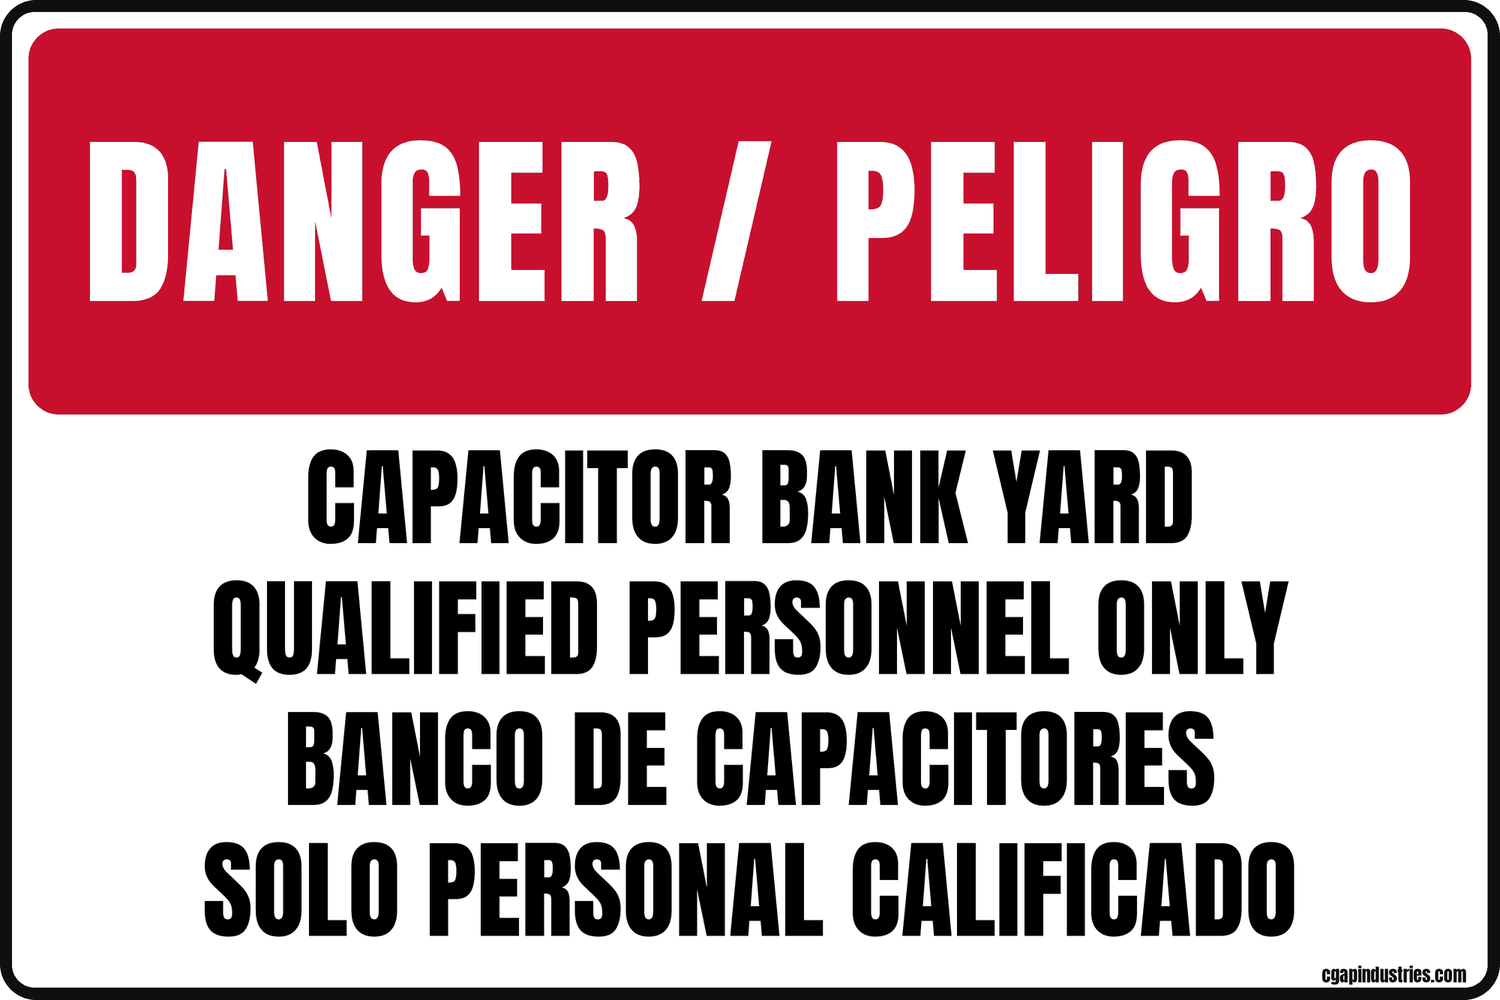 DANGER / PELIGRO
CAPACITOR BANK YARD
QUALIFIED PERSONNEL ONLY
BANCO DE CAPACITORES
SOLO PERSONAL CALIFICADO
cgapindustries.com